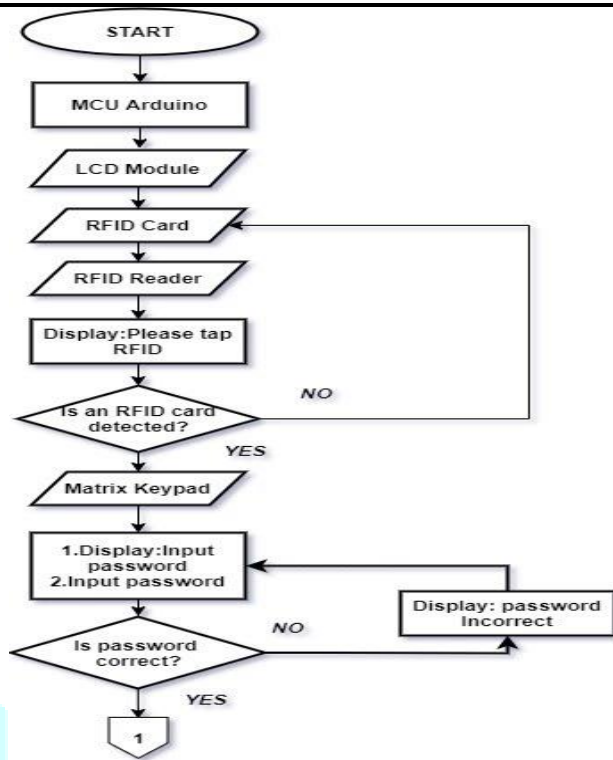 START
MCU Arduino
LCD Module
RFID Card
RFID Reader
Display:Please tap
RFID
NO
Is an RFID card
detected?
YES
Matrix Keypad
1.Display:Input
password
2.Input password
Display: password
Incorrect
NO
Is password
correct?
YES
1